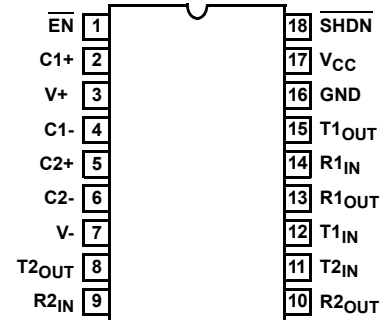 EN 1 18 SHDN
C1+ 2 17 VCC
V+ 3 16 GND
C1- 4 15 T1OUT
C2+ 5 14 R1IN
C2- 6 13 R1OUT
V- 7 12 T1IN
T2OUT 8 11 T2IN
R2IN 9 10 R2OUT